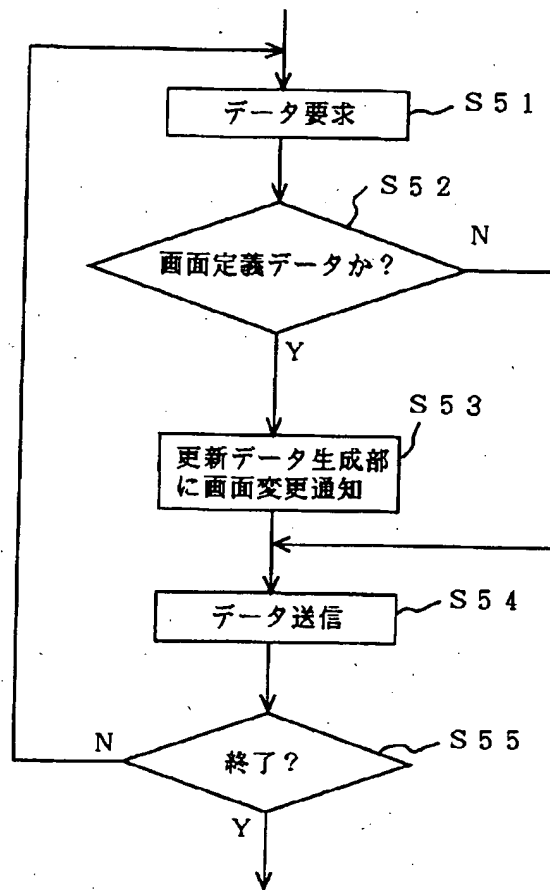 データ要求
S51
S52
画面定義データか?
N
Y
S53
更新データ生成部
に画面変更通知
データ送信
S54
N
終了?
S55
Y